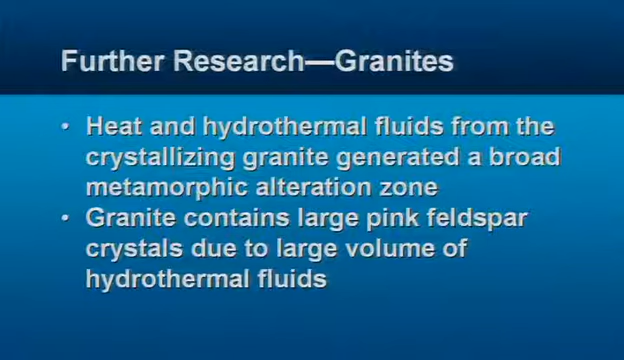 Further Research—Granites
• Heat and hydrothermal fluids from the
crystallizing granite generated a broad
metamorphic alteration zone
• Granite contains large pink feldspar
crystals due to large volume of
hydrothermal fluids